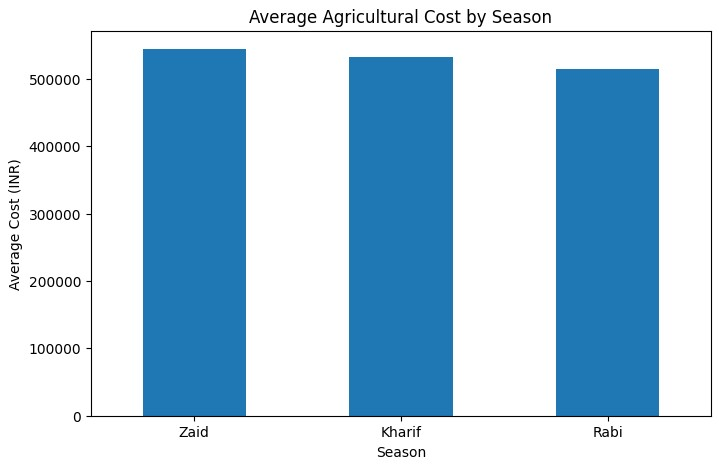 Average Agricultural Cost by Season
Average Cost (INR)
500000
400000
300000
200000
100000
0
Zaid Kharif Rabi
Season